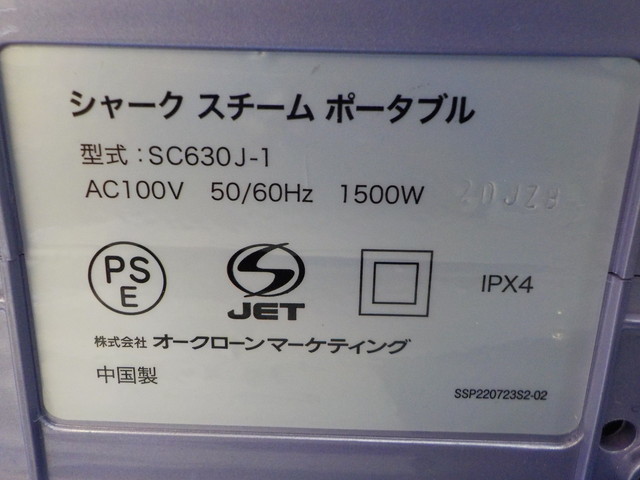 シャーク スチーム ポータブル
型式：SC630J-1
AC100V 50/60Hz 1500W
PS
E
JET
IPX4
株式会社 オークローンマーケティング
中国製
SSP220723S2-02